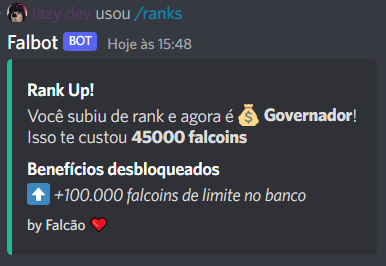 lazy dev usou /ranks
Falbot BOT Hoje às 15:48
Rank Up!
Você subiu de rank e agora é 💰 Governador!
Isso te custou 45000 falcoins
Benefícios desbloqueados
⬆️ +100.000 falcoins de limite no banco
by Falcão ❤️